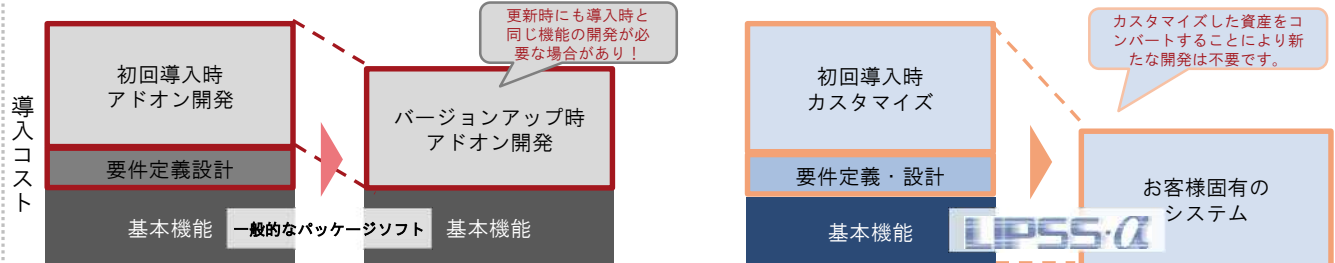 導入コスト
初回導入時
アドオン開発
要件定義設計
基本機能
一般的なパッケージソフト
更新時にも導入時と
同じ機能の開発が必
要な場合があり！
バージョンアップ時
アドオン開発
基本機能
初回導入時
カスタマイズ
要件定義・設計
基本機能
LIPSS・α
カスタマイズした資産をコ
ンバートすることにより新
たな開発は不要です。
お客様固有の
システム